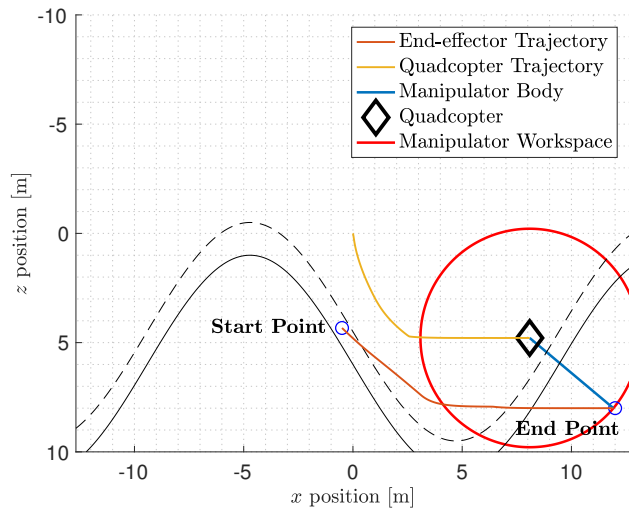 -10
-5
0
5
10
z position [m]
End-effector Trajectory
Quadcopter Trajectory
Manipulator Body
Quadcopter
Manipulator Workspace
Start Point
End Point
-10
-5
0
5
10
x position [m]